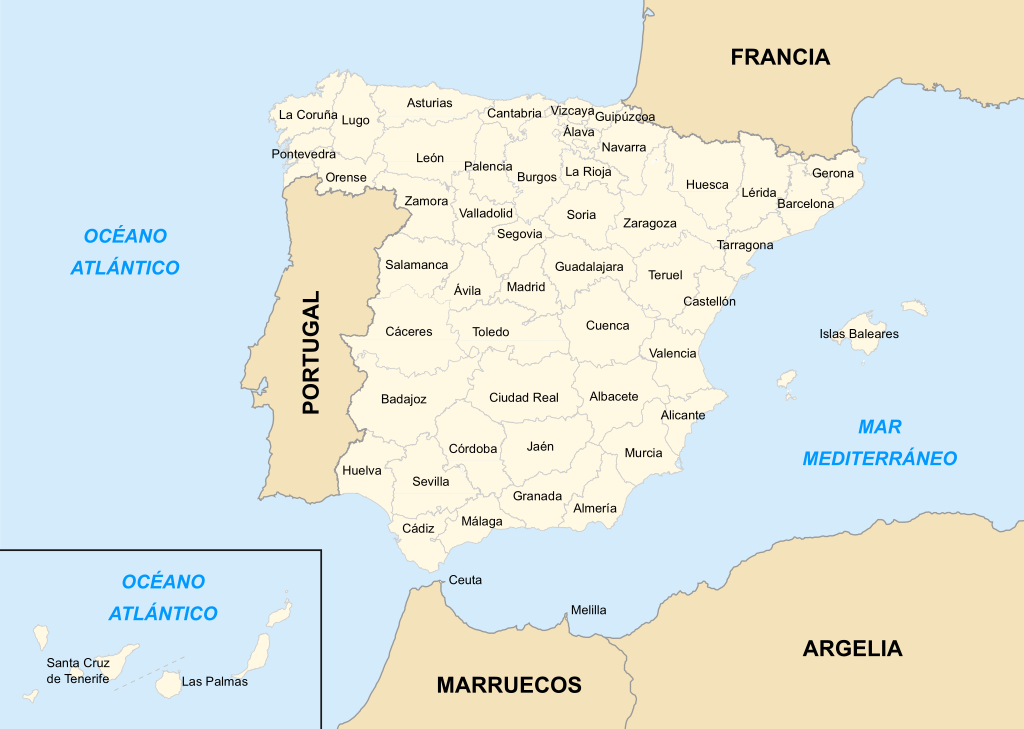 FRANCIA
Asturias
Cantabria
Vizcaya
Guipúzcoa
La Coruña
Lugo
Álava
Navarra
Pontevedra
León
Palencia
Burgos
La Rioja
Orense
Huesca
Lérida
Gerona
Zamora
Valladolid
Soria
Zaragoza
Barcelona
Segovia
Tarragona
OCÉANO
ATLÁNTICO
Salamanca
Ávila
Madrid
Guadalajara
Teruel
Castellón
PORTUGAL
Cáceres
Toledo
Cuenca
Valencia
Islas Baleares
Badajoz
Ciudad Real
Albacete
Alicante
MAR
MEDITERRÁNEO
Huelva
Sevilla
Córdoba
Jaén
Murcia
Granada
Almería
Cádiz
Málaga
Ceuta
Melilla
OCÉANO
ATLÁNTICO
Santa Cruz
de Tenerife
Las Palmas
MARRUECOS
ARGELIA